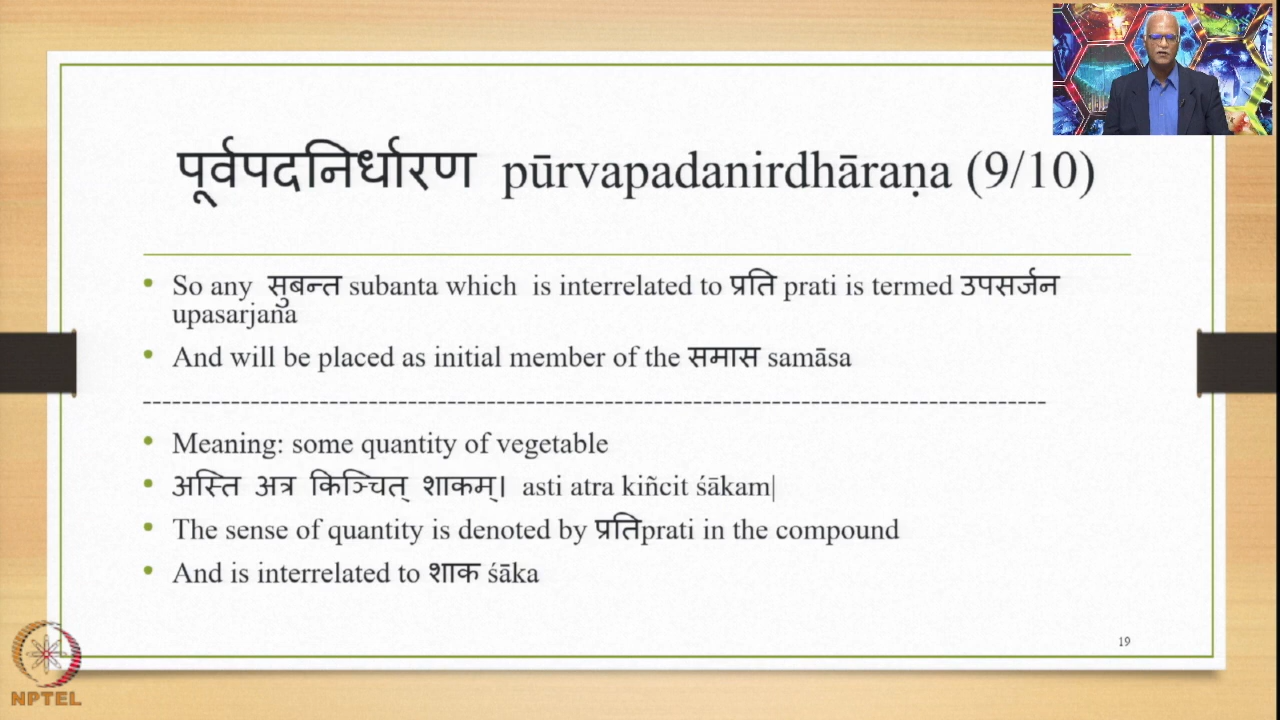 पूर्वपदनिर्धारण pūrvapadanirdhāraṇa (9/10)
• So any सुबन्त subanta which is interrelated to प्रति prati is termed उपसर्जन
upasarjana
• And will be placed as initial member of the समास samāsa
----------------------------------------------------------------------------------------------
• Meaning: some quantity of vegetable
• अस्ति अत्र किञ्चित् शाकम्। asti atra kiñcit śākam|
• The sense of quantity is denoted by प्रतिprati in the compound
• And is interrelated to शाक śāka
19
NPTEL